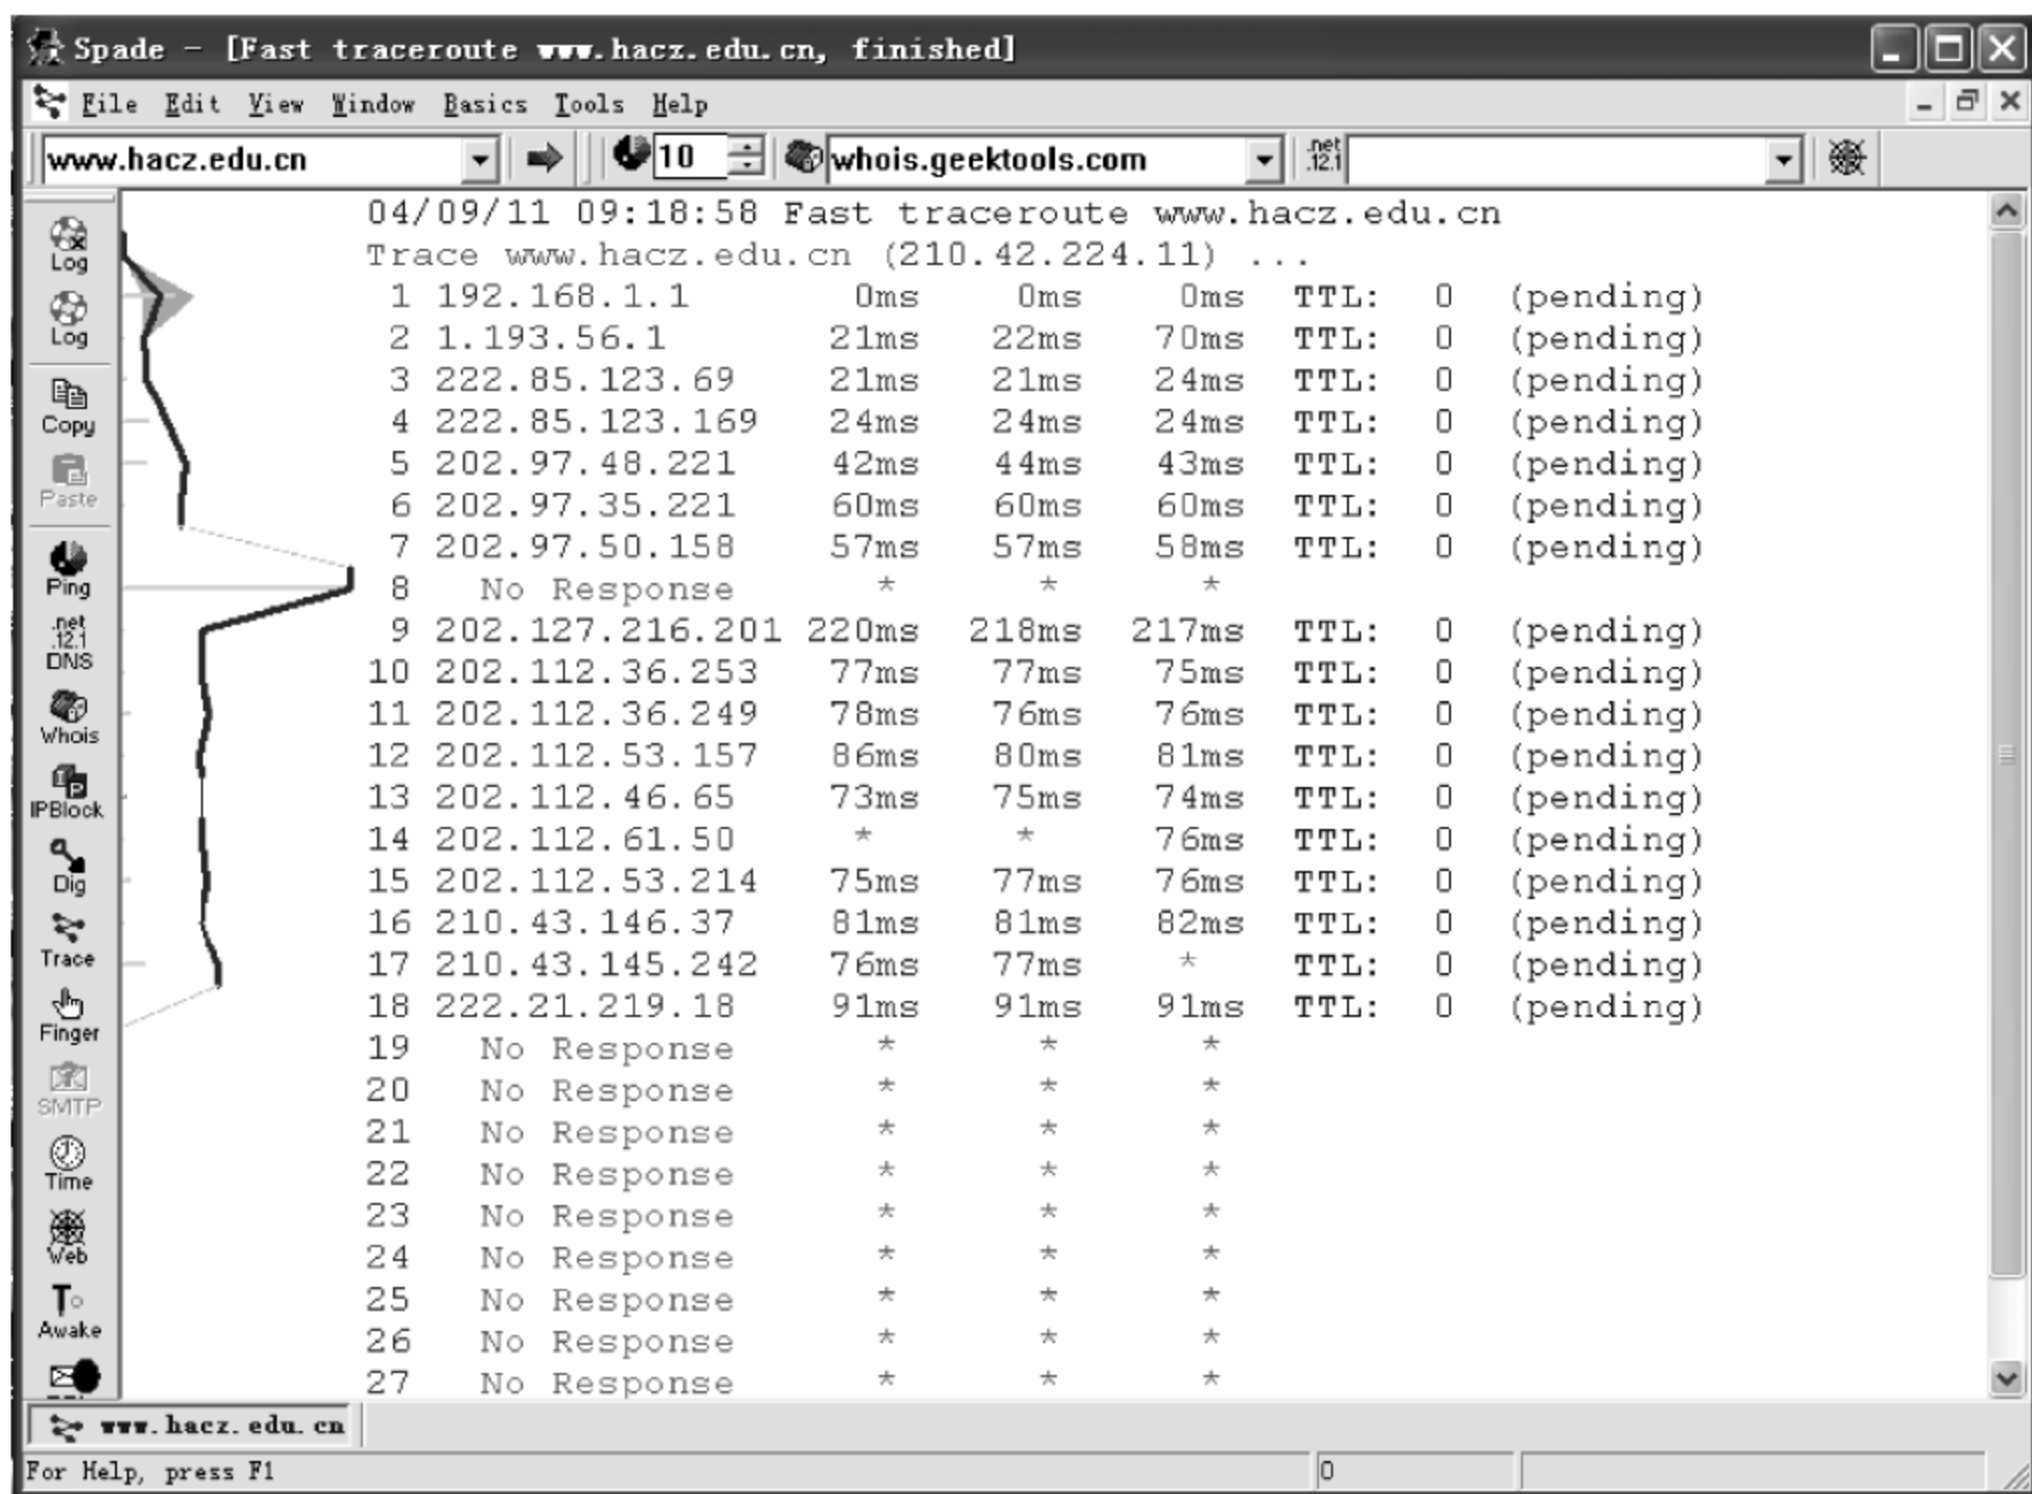 Spade - [Fast traceroute www.hacz.edu.cn, finished]
File Edit View Window Basics Tools Help
www.hacz.edu.cn 10 whois.geektools.com .net .12.1
Log
Log
Copy
Paste
Ping
.net
.12.1
DNS
Whois
IPBlock
Dig
Trace
Finger
SMTP
Time
Web
Awake
04/09/11 09:18:58 Fast traceroute www.hacz.edu.cn
Trace www.hacz.edu.cn (210.42.224.11) ...
1 192.168.1.1 0ms 0ms 0ms TTL: 0 (pending)
2 1.193.56.1 21ms 22ms 70ms TTL: 0 (pending)
3 222.85.123.69 21ms 21ms 24ms TTL: 0 (pending)
4 222.85.123.169 24ms 24ms 24ms TTL: 0 (pending)
5 202.97.48.221 42ms 44ms 43ms TTL: 0 (pending)
6 202.97.35.221 60ms 60ms 60ms TTL: 0 (pending)
7 202.97.50.158 57ms 57ms 58ms TTL: 0 (pending)
8 No Response * * *
9 202.127.216.201 220ms 218ms 217ms TTL: 0 (pending)
10 202.112.36.253 77ms 77ms 75ms TTL: 0 (pending)
11 202.112.36.249 78ms 76ms 76ms TTL: 0 (pending)
12 202.112.53.157 86ms 80ms 81ms TTL: 0 (pending)
13 202.112.46.65 73ms 75ms 74ms TTL: 0 (pending)
14 202.112.61.50 * * 76ms TTL: 0 (pending)
15 202.112.53.214 75ms 77ms 76ms TTL: 0 (pending)
16 210.43.146.37 81ms 81ms 82ms TTL: 0 (pending)
17 210.43.145.242 76ms 77ms * TTL: 0 (pending)
18 222.21.219.18 91ms 91ms 91ms TTL: 0 (pending)
19 No Response * * *
20 No Response * * *
21 No Response * * *
22 No Response * * *
23 No Response * * *
24 No Response * * *
25 No Response * * *
26 No Response * * *
27 No Response * * *
www.hacz.edu.cn
For Help, press F1 0